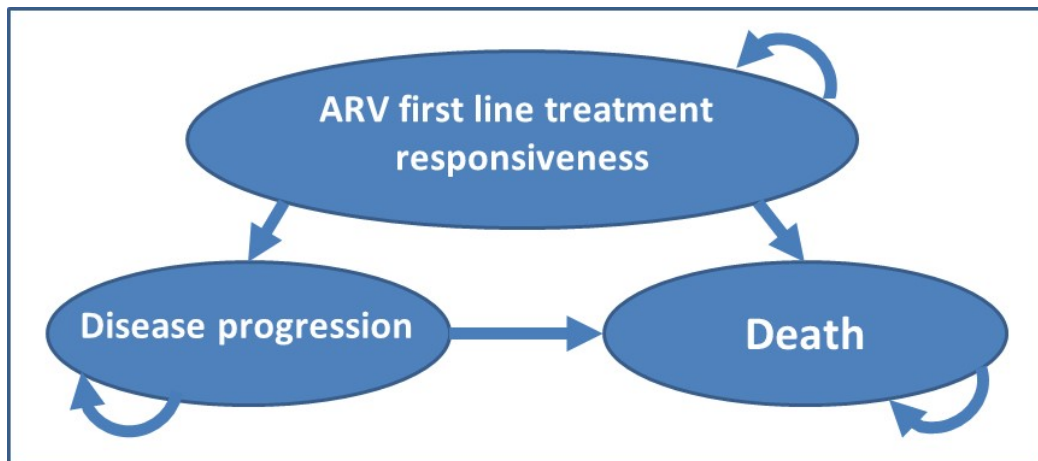 ARV first line treatment
responsiveness
Disease progression
Death